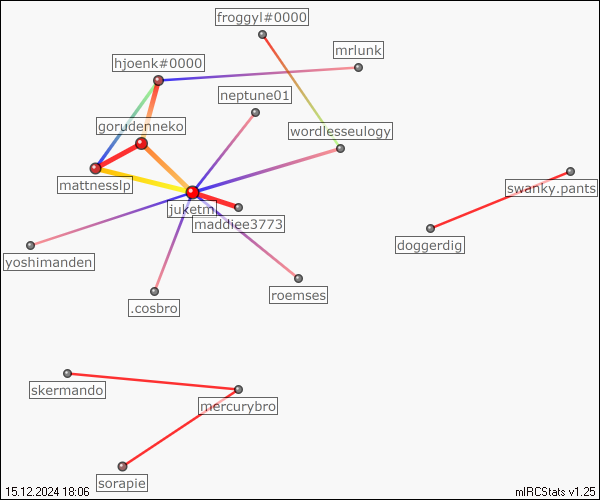 froggyl#0000
mrlunk
hjoenk#0000
neptune01
gorudenneko
wordlesseulogy
mattnesslp
swanky.pants
juketm
maddiee3773
doggerdig
yoshimanden
roemses
.cosbro
skermando
mercurybro
sorapie
15.12.2024 18:06
mIRCStats v1.25